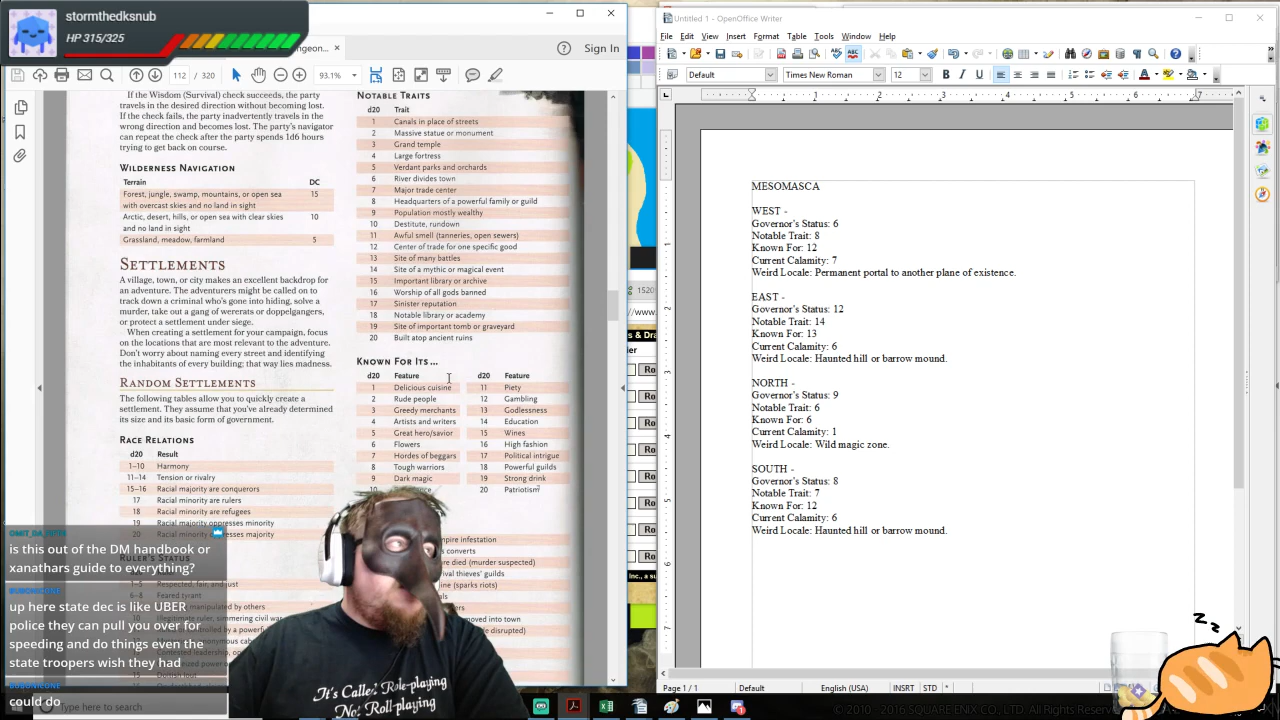 stormthedksnub
HP 315/325
Sign In
112 / 320
93.1%
If the Wisdom (Survival) check succeeds, the party
travels in the desired direction without becoming lost.
If the check fails, the party inadvertently travels in the
wrong direction and becomes lost. The party's navigator
can repeat the check after the party spends 1d6 hours
trying to get back on course.
WILDERNESS NAVIGATION
Terrain DC
Forest, jungle, swamp, mountains, or open sea 15
with overcast skies and no land in sight
Arctic, desert, hills, or open sea with clear skies 10
and no land in sight
Grassland, meadow, farmland 5
SETTLEMENTS
A village, town, or city makes an excellent backdrop for
an adventure. The adventurers might be called on to
track down a criminal who's gone into hiding, solve a
murder, take out a gang of wererats or doppelgangers,
or protect a settlement under siege.
When creating a settlement for your campaign, focus
on the locations that are most relevant to the adventure.
Don't worry about naming every street and identifying
the inhabitants of every building; that way lies madness.
RANDOM SETTLEMENTS
The following tables allow you to quickly create a
settlement. They assume that you've already determined
its size and its basic form of government.
RACE RELATIONS
d20 Result
1–10 Harmony
11–14 Tension or rivalry
15–16 Racial majority are conquerors
17 Racial minority are rulers
18 Racial minority are refugees
19 Racial majority oppresses minority
NOTABLE TRAITS
d20 Trait
1 Canals in place of streets
2 Massive statue or monument
3 Grand temple
4 Large fortress
5 Verdant parks and orchards
6 River divides town
7 Major trade center
8 Headquarters of a powerful family or guild
9 Population mostly wealthy
10 Destitute, rundown
11 Awful smell (tanneries, open sewers)
12 Center of trade for one specific good
13 Site of many battles
14 Site of a mythic or magical event
15 Important library or archive
16 Worship of all gods banned
17 Sinister reputation
18 Notable library or academy
19 Site of important tomb or graveyard
20 Built atop ancient ruins
KNOWN FOR ITS...
d20 Feature d20 Feature
1 Delicious cuisine 11 Piety
2 Rude people 12 Gambling
3 Greedy merchants 13 Godlessness
4 Artists and writers 14 Education
5 Great hero/savior 15 Wines
6 Flowers 16 High fashion
7 Hordes of beggars 17 Political intrigue
8 Tough warriors 18 Powerful guilds
9 Dark magic 19 Strong drink
20 Patriotism
is this out of the DM handbook or
xanathars guide to everything?
up here state dec is like UBER
police they can pull you over for
speeding and do things even the
state troopers wish they had
could do
It's Called Role-playing
Not Roll-playing
here to search
Untitled 1 - OpenOffice Writer
File Edit View Insert Format Table Tools Window Help
Default Times New Roman 12
MESOMASCA
WEST -
Governor's Status: 6
Notable Trait: 8
Known For: 12
Current Calamity: 7
Weird Locale: Permanent portal to another plane of existence.
EAST -
Governor's Status: 12
Notable Trait: 14
Known For: 13
Current Calamity: 6
Weird Locale: Haunted hill or barrow mound.
NORTH -
Governor's Status: 9
Notable Trait: 6
Known For: 6
Current Calamity: 1
Weird Locale: Wild magic zone.
SOUTH -
Governor's Status: 8
Notable Trait: 7
Known For: 12
Current Calamity: 6
Weird Locale: Haunted hill or barrow mound.
Page 1 / 1 Default English (USA) INSRT STD
© 2010, 2016 SQUARE ENIX CO., LTD. All Rights Reserved.